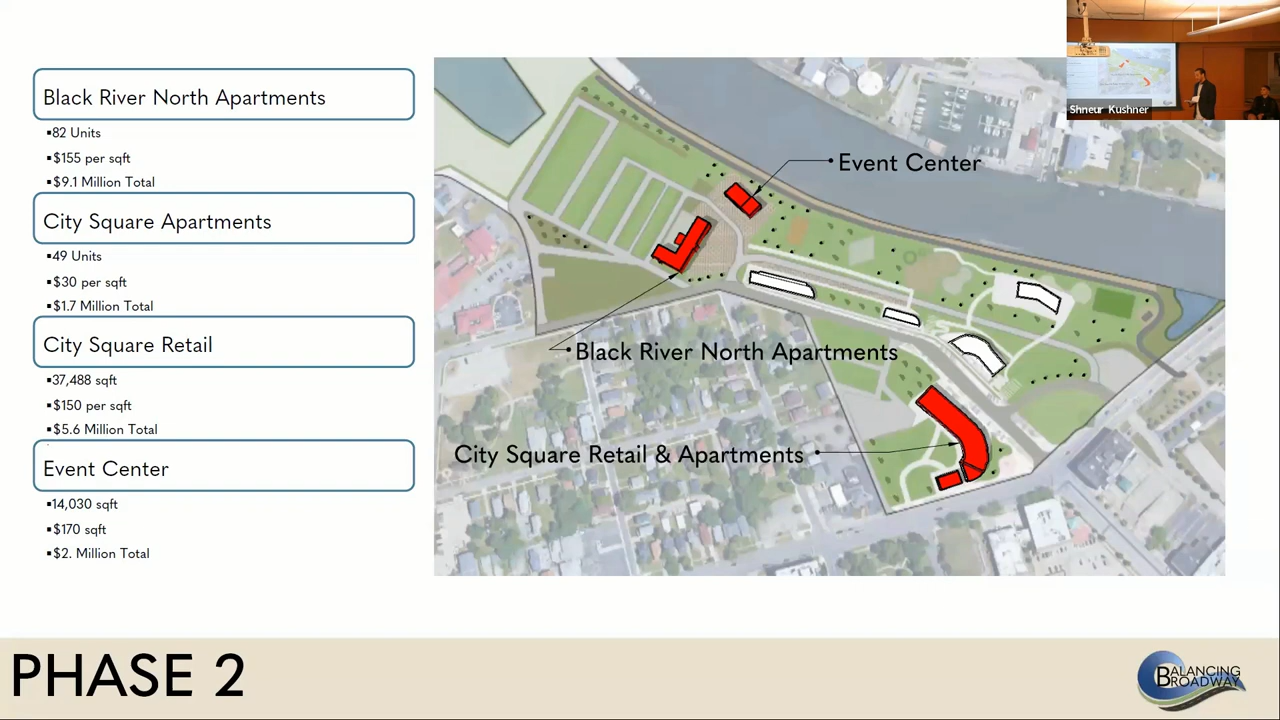 Black River North Apartments
▪82 Units
▪$155 per sqft
▪$9.1 Million Total
City Square Apartments
▪49 Units
▪$30 per sqft
▪$1.7 Million Total
City Square Retail
▪37,488 sqft
▪$150 per sqft
▪$5.6 Million Total
Event Center
▪14,030 sqft
▪$170 sqft
▪$2. Million Total
Event Center
Black River North Apartments
City Square Retail & Apartments
Shneur Kushner
PHASE 2
BALANCING
BROADWAY